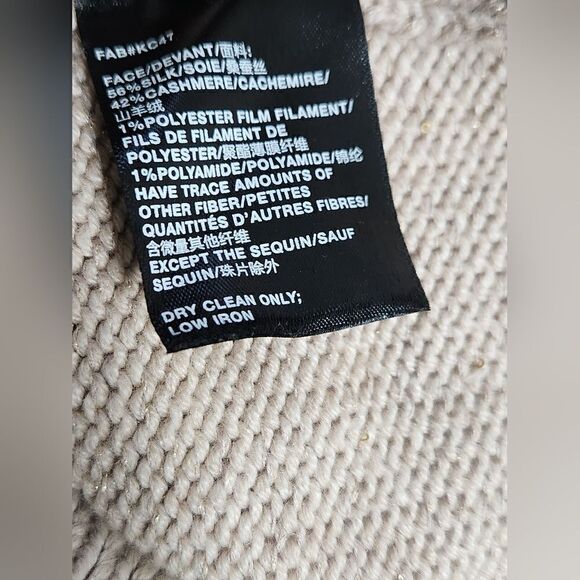 FAB#KC47
FACE/DEVANT/面料:
56%SILK/SOIE/桑蚕丝
42%CASHMERE/CACHEMIRE/
山羊绒
1%POLYESTER FILM FILAMENT/
FILS DE FILAMENT DE
POLYESTER/聚酯薄膜纤维
1%POLYAMIDE/POLYAMIDE/锦纶
HAVE TRACE AMOUNTS OF
OTHER FIBER/PETITES
QUANTITÉS D'AUTRES FIBRES/
含微量其他纤维
EXCEPT THE SEQUIN/SAUF
SEQUIN/珠片除外
DRY CLEAN ONLY;
LOW IRON